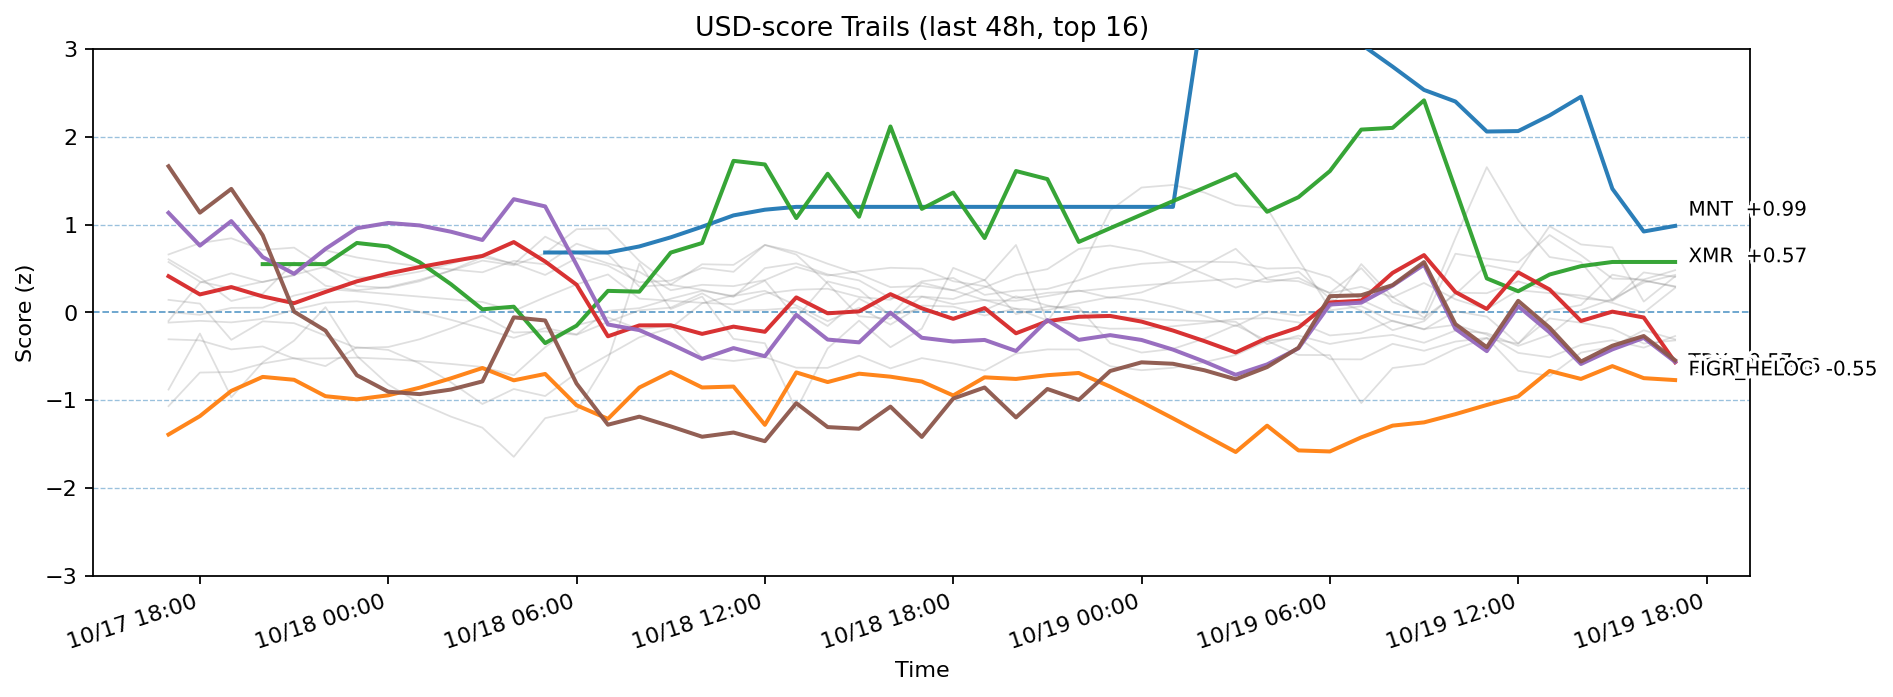 USD-score Trails (last 48h, top 16)
Score (z)
3
2
1
0
−1
−2
−3
MNT +0.99
XMR +0.57
FIGR_HELOC -0.55
10/17 18:00
10/18 00:00
10/18 06:00
10/18 12:00
10/18 18:00
10/19 00:00
10/19 06:00
10/19 12:00
10/19 18:00
Time